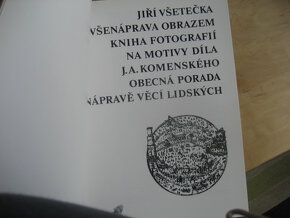 JIŘÍ VŠETEČKA
VŠENÁPRAVA OBRAZEM
KNIHA FOTOGRAFIÍ
NA MOTIVY DÍLA
J.A. KOMENSKÉHO
OBECNÁ PORADA
NÁPRAVĚ VĚCÍ LIDSKÝCH